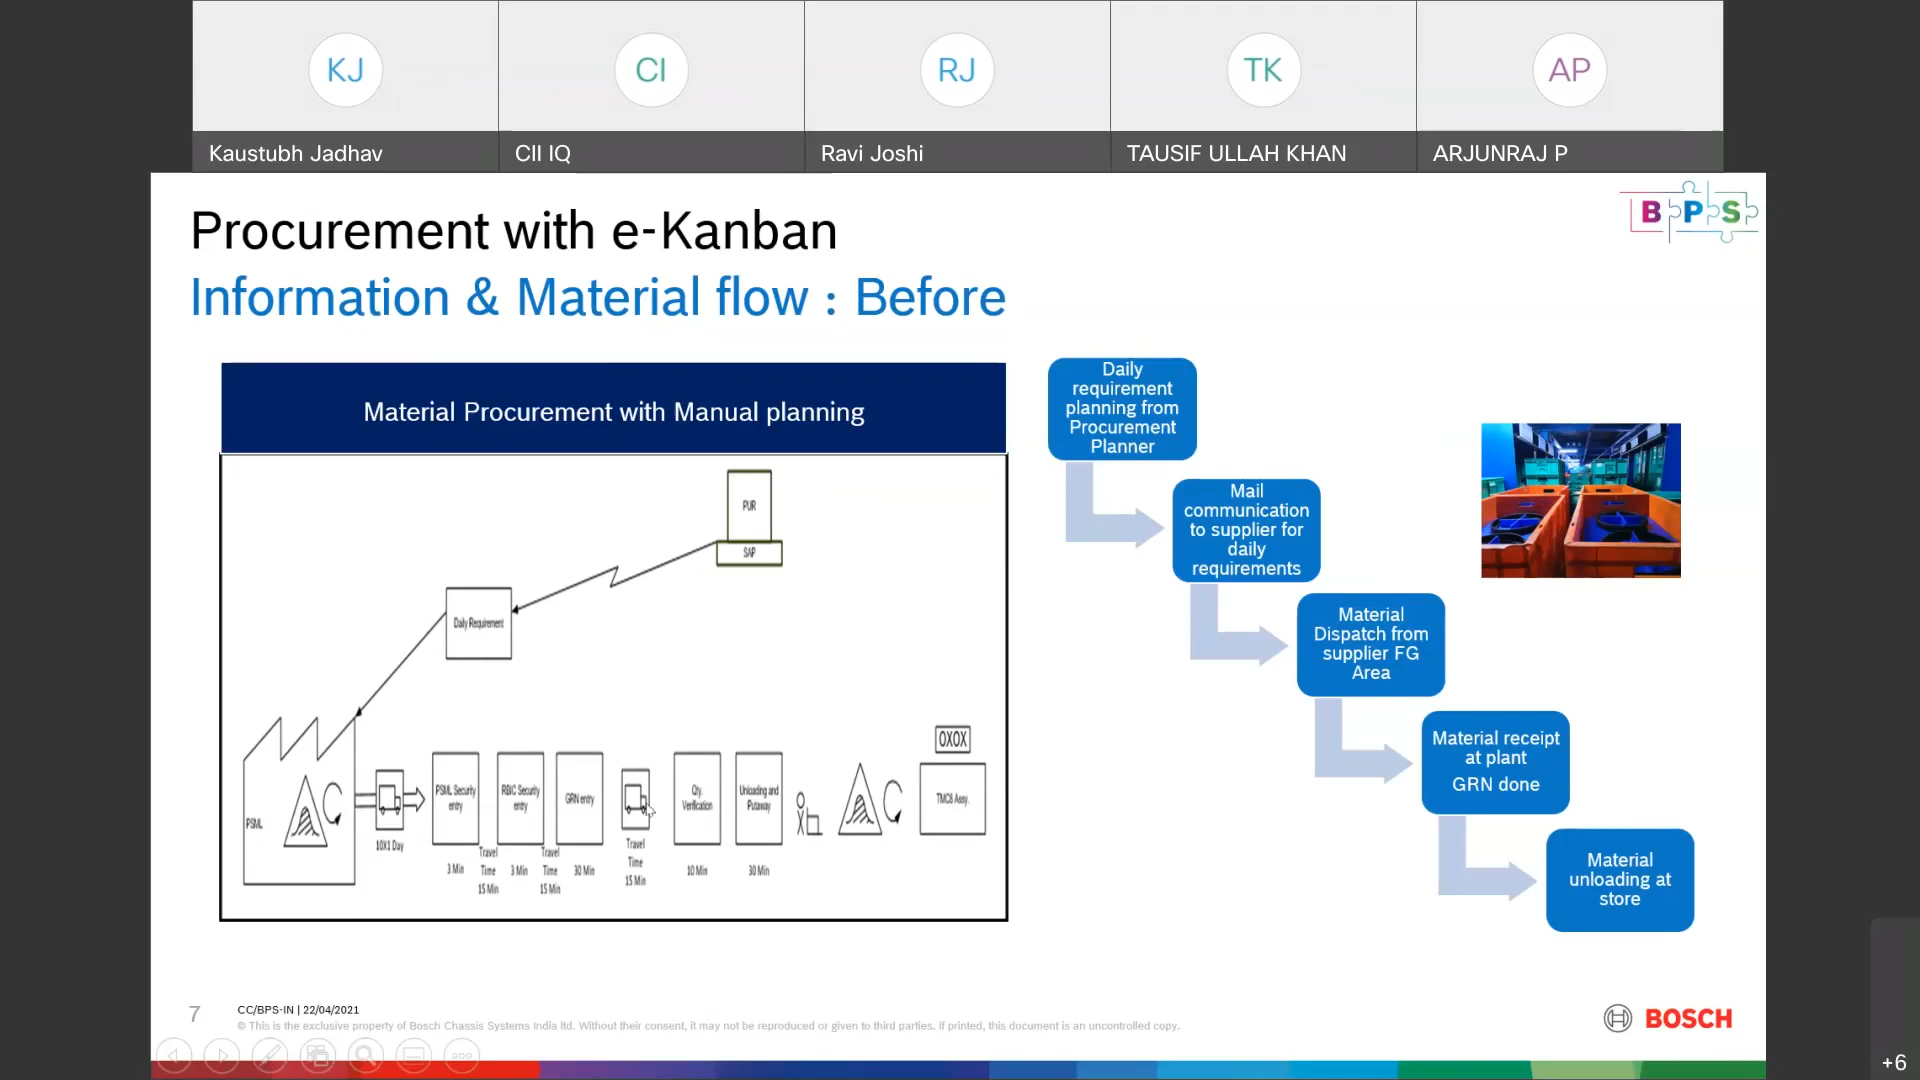 KJ
CI
RJ
TK
AP
Kaustubh Jadhav
CII IQ
Ravi Joshi
TAUSIF ULLAH KHAN
ARJUNRAJ P
Procurement with e-Kanban
BPS
Information & Material flow : Before
Material Procurement with Manual planning
PUR
SAP
Daily Requirement
PSML
10X1 Day
PSML Security
entry
3 Min
Travel
Time
15 Min
RBIC Security
entry
3 Min
Travel
Time
15 Min
GRN entry
30 Min
Travel
Time
15 Min
Qty.
Verification
10 Min
Unloading and
Putaway
30 Min
OXOX
TMC8 Assy.
Daily
requirement
planning from
Procurement
Planner
Mail
communication
to supplier for
daily
requirements
Material
Dispatch from
supplier FG
Area
Material receipt
at plant
GRN done
Material
unloading at
store
7
CC/BPS-IN | 22/04/2021
© This is the exclusive property of Bosch Chassis Systems India ltd. Without their consent, it may not be reproduced or given to third parties. If printed, this document is an uncontrolled copy.
BOSCH
+6